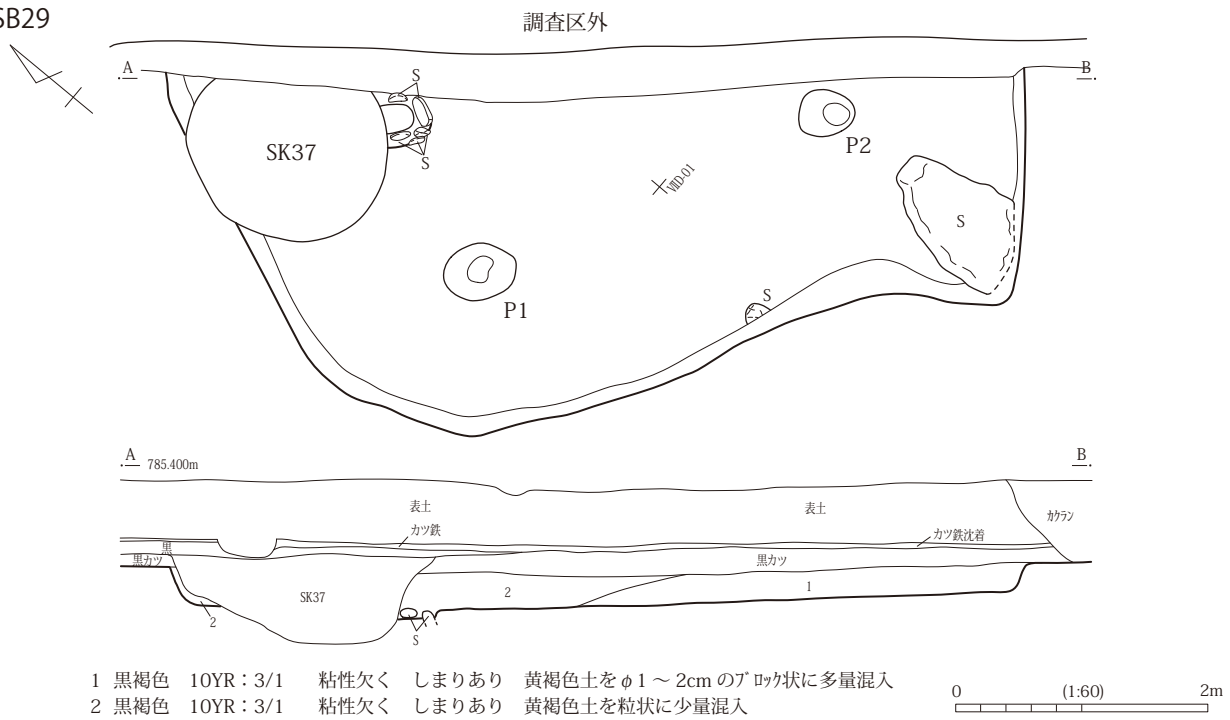 SB29
調査区外
A
B
S
SK37
S
P2
ⅧD-01
S
P1
S
A 785.400m
B
表土
表土
カクラン
カツ鉄
カツ鉄沈着
黒
黒カツ
黒カツ
SK37
2
1
2
S
1 黒褐色 10YR：3/1 粘性欠く しまりあり 黄褐色土をφ1～2cmのブロック状に多量混入
2 黒褐色 10YR：3/1 粘性欠く しまりあり 黄褐色土を粒状に少量混入
0 (1:60) 2m